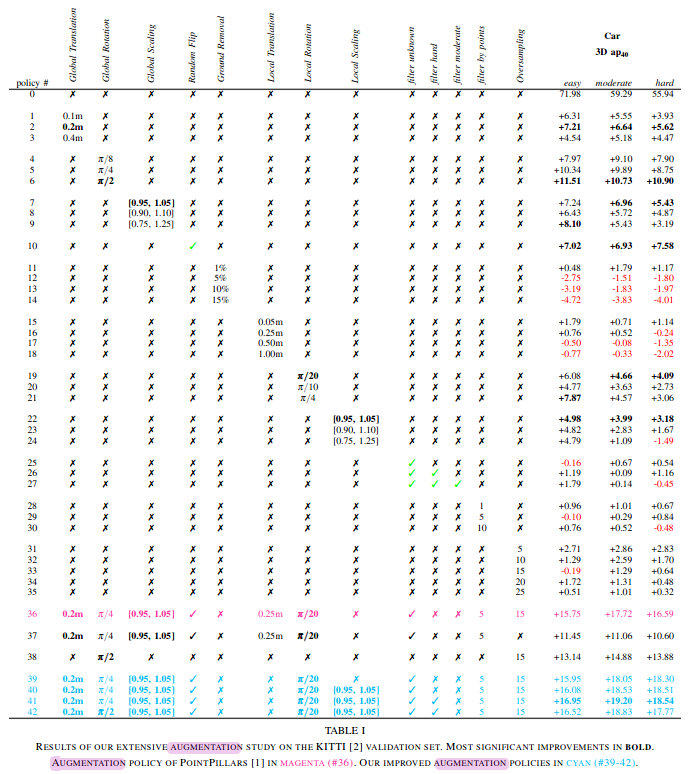 Global Translation Global Rotation Global Scaling Random Flip Ground Removal Local Translation Local Rotation Local Scaling filter unknown filter hard filter moderate filter by points Oversampling
Car
3D ap40
policy # easy moderate hard
0 ✗ ✗ ✗ ✗ ✗ ✗ ✗ ✗ ✗ ✗ ✗ ✗ ✗ 71.98 59.29 55.94
1 0.1m ✗ ✗ ✗ ✗ ✗ ✗ ✗ ✗ ✗ ✗ ✗ ✗ +6.31 +5.55 +3.93
2 0.2m ✗ ✗ ✗ ✗ ✗ ✗ ✗ ✗ ✗ ✗ ✗ ✗ +7.21 +6.64 +5.62
3 0.4m ✗ ✗ ✗ ✗ ✗ ✗ ✗ ✗ ✗ ✗ ✗ ✗ +4.54 +5.18 +4.47
4 ✗ π/8 ✗ ✗ ✗ ✗ ✗ ✗ ✗ ✗ ✗ ✗ ✗ +7.97 +9.10 +7.90
5 ✗ π/4 ✗ ✗ ✗ ✗ ✗ ✗ ✗ ✗ ✗ ✗ ✗ +10.34 +9.89 +8.75
6 ✗ π/2 ✗ ✗ ✗ ✗ ✗ ✗ ✗ ✗ ✗ ✗ ✗ +11.51 +10.73 +10.90
7 ✗ ✗ [0.95, 1.05] ✗ ✗ ✗ ✗ ✗ ✗ ✗ ✗ ✗ ✗ +7.24 +6.96 +5.43
8 ✗ ✗ [0.90, 1.10] ✗ ✗ ✗ ✗ ✗ ✗ ✗ ✗ ✗ ✗ +6.43 +5.72 +4.87
9 ✗ ✗ [0.75, 1.25] ✗ ✗ ✗ ✗ ✗ ✗ ✗ ✗ ✗ ✗ +8.10 +5.43 +3.19
10 ✗ ✗ ✗ ✓ ✗ ✗ ✗ ✗ ✗ ✗ ✗ ✗ ✗ +7.02 +6.93 +7.58
11 ✗ ✗ ✗ ✗ 1% ✗ ✗ ✗ ✗ ✗ ✗ ✗ ✗ +0.48 +1.79 +1.17
12 ✗ ✗ ✗ ✗ 5% ✗ ✗ ✗ ✗ ✗ ✗ ✗ ✗ -2.75 -1.51 -1.80
13 ✗ ✗ ✗ ✗ 10% ✗ ✗ ✗ ✗ ✗ ✗ ✗ ✗ -3.19 -1.83 -1.97
14 ✗ ✗ ✗ ✗ 15% ✗ ✗ ✗ ✗ ✗ ✗ ✗ ✗ -4.72 -3.83 -4.01
15 ✗ ✗ ✗ ✗ ✗ 0.05m ✗ ✗ ✗ ✗ ✗ ✗ ✗ +1.79 +0.71 +1.14
16 ✗ ✗ ✗ ✗ ✗ 0.25m ✗ ✗ ✗ ✗ ✗ ✗ ✗ +0.76 +0.52 -0.24
17 ✗ ✗ ✗ ✗ ✗ 0.50m ✗ ✗ ✗ ✗ ✗ ✗ ✗ -0.50 -0.08 -1.35
18 ✗ ✗ ✗ ✗ ✗ 1.00m ✗ ✗ ✗ ✗ ✗ ✗ ✗ -0.77 -0.33 -2.02
19 ✗ ✗ ✗ ✗ ✗ ✗ π/20 ✗ ✗ ✗ ✗ ✗ ✗ +6.08 +4.66 +4.09
20 ✗ ✗ ✗ ✗ ✗ ✗ π/10 ✗ ✗ ✗ ✗ ✗ ✗ +4.77 +3.63 +2.73
21 ✗ ✗ ✗ ✗ ✗ ✗ π/4 ✗ ✗ ✗ ✗ ✗ ✗ +7.87 +4.57 +3.06
22 ✗ ✗ ✗ ✗ ✗ ✗ ✗ [0.95, 1.05] ✗ ✗ ✗ ✗ ✗ +4.98 +3.99 +3.18
23 ✗ ✗ ✗ ✗ ✗ ✗ ✗ [0.90, 1.10] ✗ ✗ ✗ ✗ ✗ +4.82 +2.83 +1.67
24 ✗ ✗ ✗ ✗ ✗ ✗ ✗ [0.75, 1.25] ✗ ✗ ✗ ✗ ✗ +4.79 +1.09 -1.49
25 ✗ ✗ ✗ ✗ ✗ ✗ ✗ ✗ ✓ ✗ ✗ ✗ ✗ -0.16 +0.67 +0.54
26 ✗ ✗ ✗ ✗ ✗ ✗ ✗ ✗ ✓ ✓ ✗ ✗ ✗ +1.19 +0.09 +1.16
27 ✗ ✗ ✗ ✗ ✗ ✗ ✗ ✗ ✓ ✓ ✓ ✗ ✗ +1.79 +0.14 -0.45
28 ✗ ✗ ✗ ✗ ✗ ✗ ✗ ✗ ✗ ✗ ✗ 1 ✗ +0.96 +1.01 +0.67
29 ✗ ✗ ✗ ✗ ✗ ✗ ✗ ✗ ✗ ✗ ✗ 5 ✗ -0.10 +0.29 +0.84
30 ✗ ✗ ✗ ✗ ✗ ✗ ✗ ✗ ✗ ✗ ✗ 10 ✗ +0.76 +0.52 -0.48
31 ✗ ✗ ✗ ✗ ✗ ✗ ✗ ✗ ✗ ✗ ✗ ✗ 5 +2.71 +2.86 +2.83
32 ✗ ✗ ✗ ✗ ✗ ✗ ✗ ✗ ✗ ✗ ✗ ✗ 10 +1.29 +2.59 +1.70
33 ✗ ✗ ✗ ✗ ✗ ✗ ✗ ✗ ✗ ✗ ✗ ✗ 15 -0.19 +1.29 +0.64
34 ✗ ✗ ✗ ✗ ✗ ✗ ✗ ✗ ✗ ✗ ✗ ✗ 20 +1.72 +1.31 +0.48
35 ✗ ✗ ✗ ✗ ✗ ✗ ✗ ✗ ✗ ✗ ✗ ✗ 25 +0.51 +1.01 +0.32
36 0.2m π/4 [0.95, 1.05] ✓ ✗ 0.25m π/20 ✗ ✓ ✗ ✗ 5 15 +15.75 +17.72 +16.59
37 0.2m π/4 [0.95, 1.05] ✓ ✗ 0.25m π/20 ✗ ✓ ✗ ✗ 5 ✗ +11.45 +11.06 +10.60
38 ✗ π/2 ✗ ✗ ✗ ✗ ✗ ✗ ✗ ✗ ✗ ✗ 15 +13.14 +14.88 +13.88
39 0.2m π/4 [0.95, 1.05] ✓ ✗ ✗ π/20 ✗ ✓ ✗ ✗ 5 15 +15.95 +18.05 +18.30
40 0.2m π/4 [0.95, 1.05] ✓ ✗ ✗ π/20 [0.95, 1.05] ✓ ✗ ✗ 5 15 +16.08 +18.53 +18.51
41 0.2m π/4 [0.95, 1.05] ✓ ✗ ✗ π/20 [0.95, 1.05] ✓ ✓ ✗ 5 15 +16.95 +19.20 +18.54
42 0.2m π/2 [0.95, 1.05] ✓ ✗ ✗ π/20 [0.95, 1.05] ✓ ✓ ✗ 5 15 +16.52 +18.83 +17.77
TABLE I
RESULTS OF OUR EXTENSIVE AUGMENTATION STUDY ON THE KITTI [2] VALIDATION SET. MOST SIGNIFICANT IMPROVEMENTS IN BOLD.
AUGMENTATION POLICY OF POINTPILLARS [1] IN MAGENTA (#36). OUR IMPROVED AUGMENTATION POLICIES IN CYAN (#39-42).